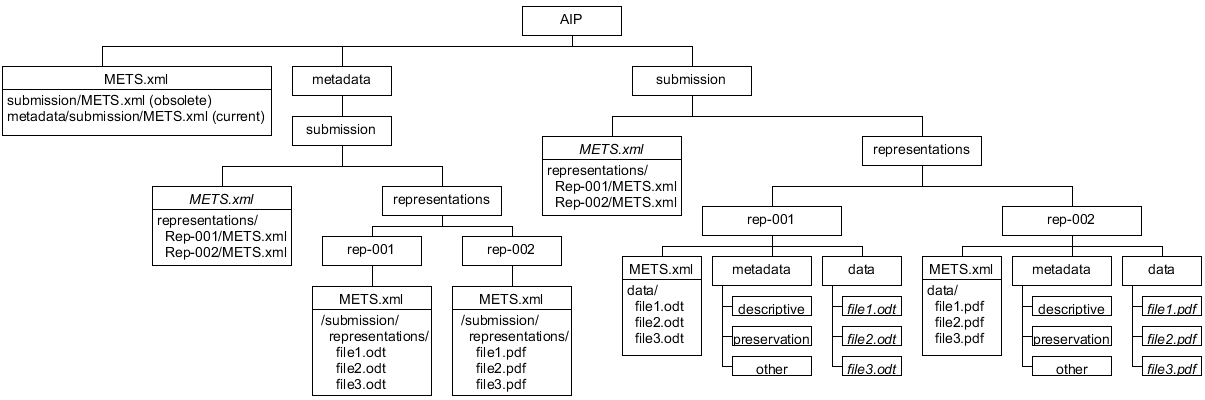 AIP
METS.xml
submission/METS.xml (obsolete)
metadata/submission/METS.xml (current)
metadata
submission
submission
METS.xml
representations/
Rep-001/METS.xml
Rep-002/METS.xml
representations
rep-001
rep-002
METS.xml
/submission/
representations/
file1.odt
file2.odt
file3.odt
METS.xml
/submission/
representations/
file1.pdf
file2.pdf
file3.pdf
METS.xml
representations/
Rep-001/METS.xml
Rep-002/METS.xml
representations
rep-001
rep-002
METS.xml
data/
file1.odt
file2.odt
file3.odt
metadata
descriptive
preservation
other
data
file1.odt
file2.odt
file3.odt
METS.xml
data/
file1.pdf
file2.pdf
file3.pdf
metadata
descriptive
preservation
other
data
file1.pdf
file2.pdf
file3.pdf